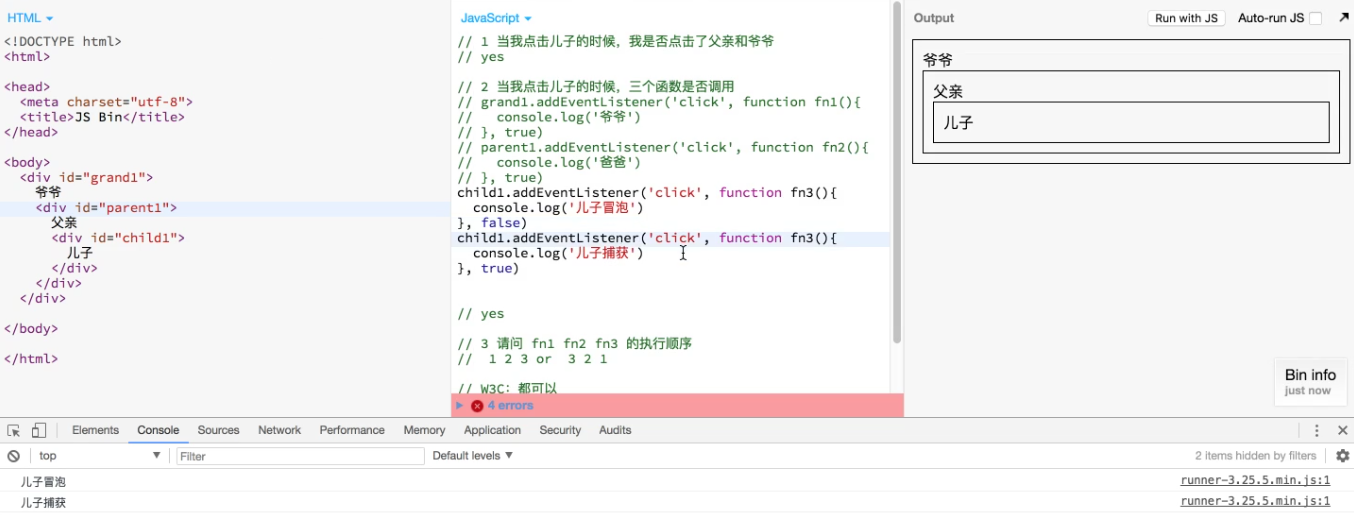 HTML
<!DOCTYPE html>
<html>
<head>
<meta charset="utf-8">
<title>JS Bin</title>
</head>
<body>
<div id="grand1">
爷爷
<div id="parent1">
父亲
<div id="child1">
儿子
</div>
</div>
</div>
</body>
</html>
JavaScript
// 1 当我点击儿子的时候，我是否点击了父亲和爷爷
// yes
// 2 当我点击儿子的时候，三个函数是否调用
// grand1.addEventListener('click', function fn1(){
//   console.log('爷爷')
// }, true)
// parent1.addEventListener('click', function fn2(){
//   console.log('爸爸')
// }, true)
child1.addEventListener('click', function fn3(){
console.log('儿子冒泡')
}, false)
child1.addEventListener('click', function fn3(){
console.log('儿子捕获')
}, true)
// yes
// 3 请问 fn1 fn2 fn3 的执行顺序
//  1 2 3 or  3 2 1
// W3C：都可以
4 errors
Output Run with JS Auto-run JS
爷爷
父亲
儿子
Bin info
just now
Elements Console Sources Network Performance Memory Application Security Audits
top Filter Default levels 2 items hidden by filters
儿子冒泡 runner-3.25.5.min.js:1
儿子捕获 runner-3.25.5.min.js:1